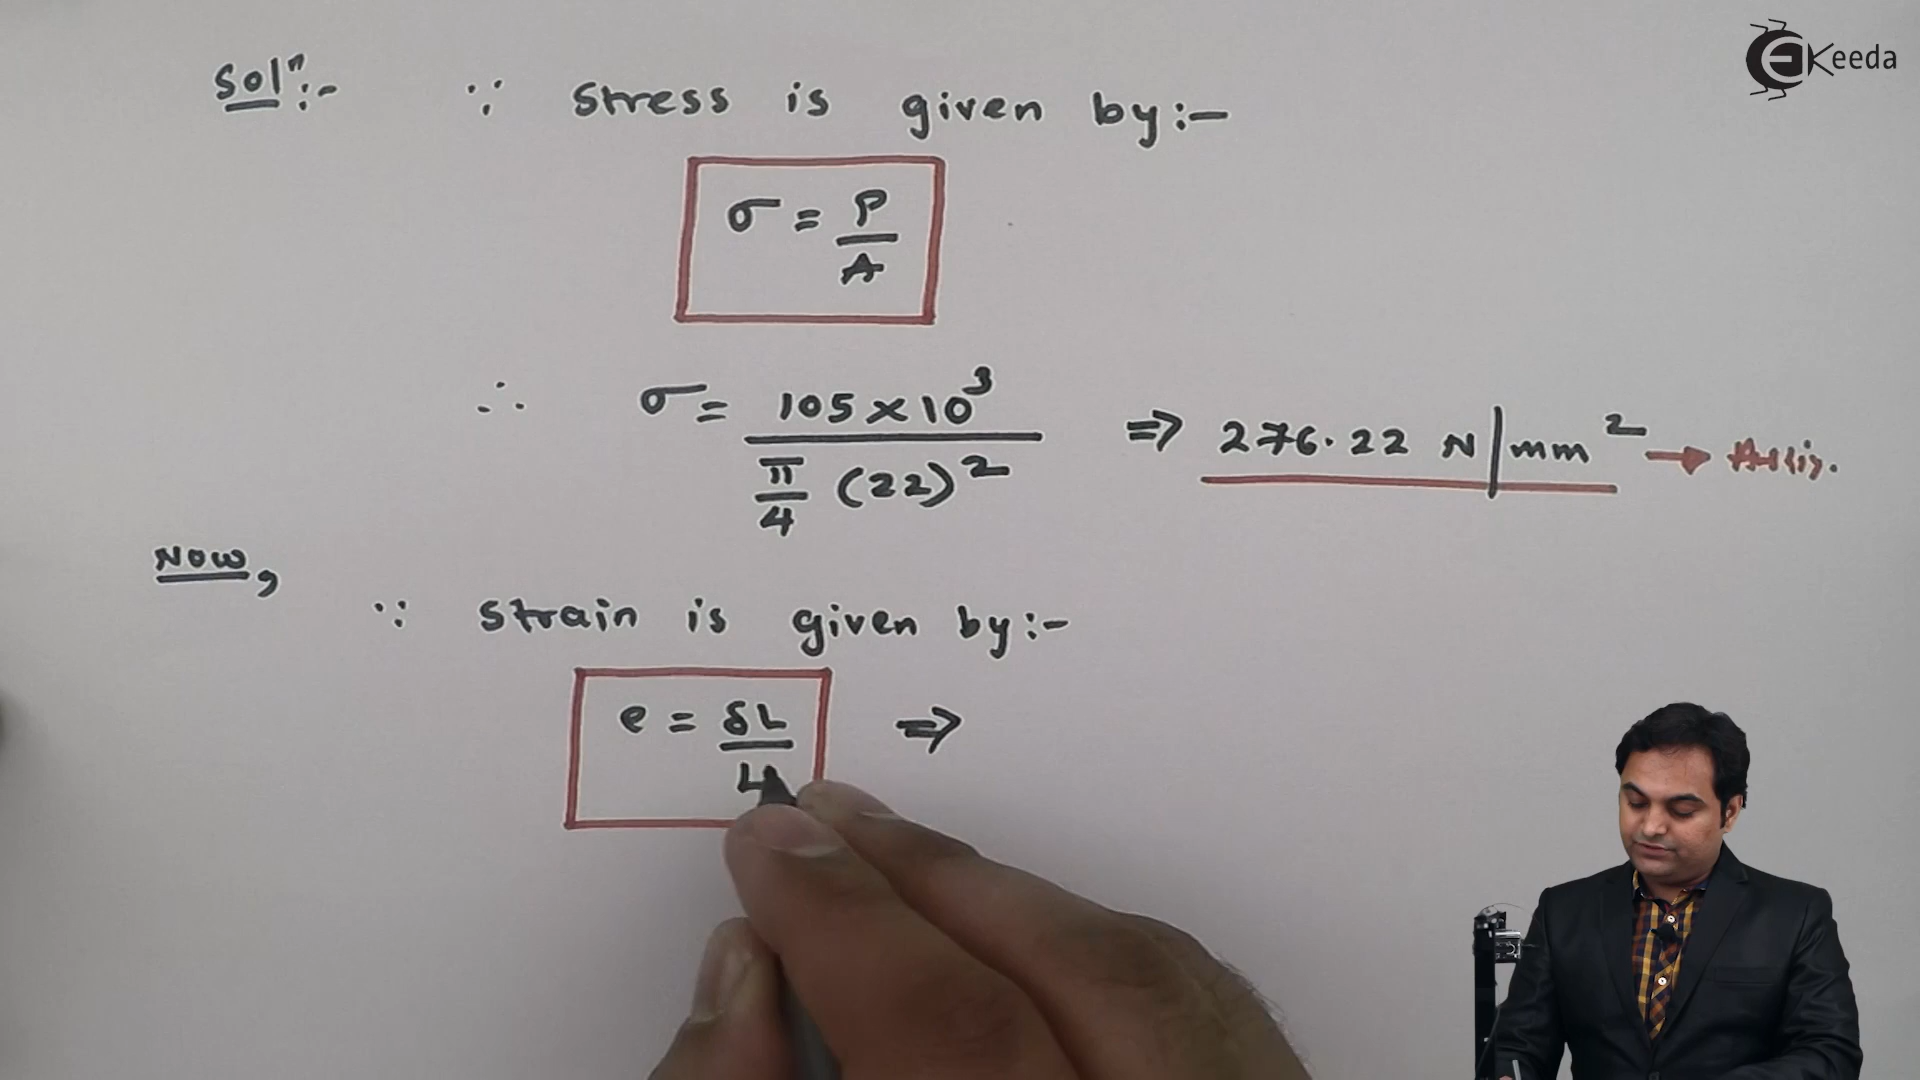 Keeda
Solⁿ:-  ∵ Stress is given by:-
σ = P/A
∴ σ = 105×10³ / π/4 (22)² ⇒ 276.22 N/mm² →
Now,
∵ Strain is given by:-
e = δL/L ⇒